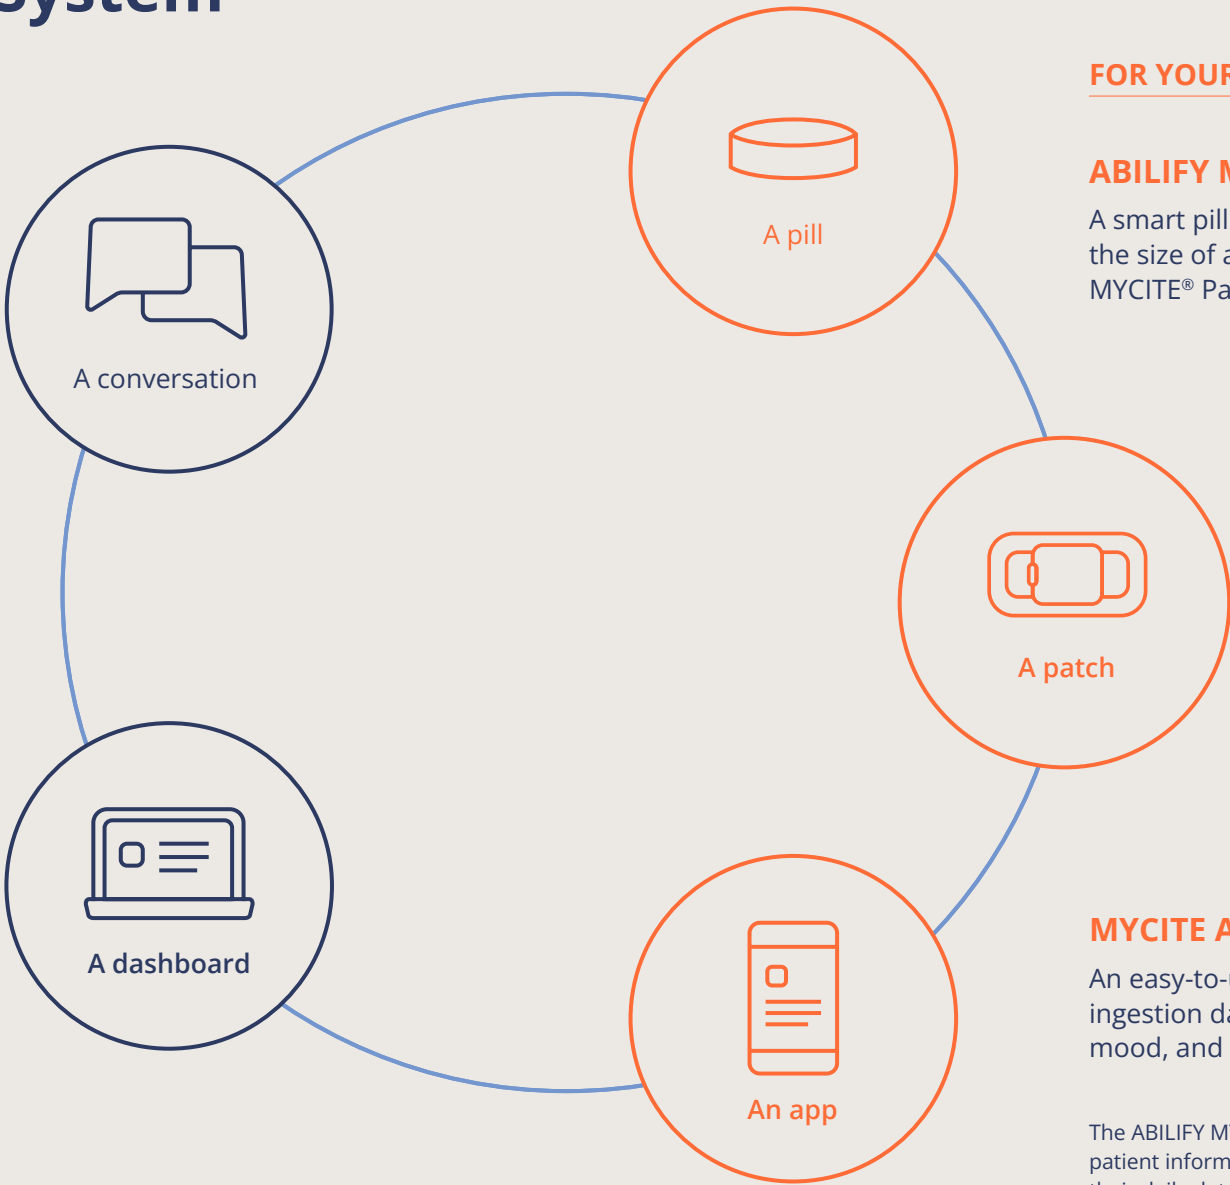 System
A pill
A conversation
A patch
A dashboard
An app
FOR YOUR
ABILIFY
A smart pill
the size of
MYCITE® Pa
MYCITE
An easy-to-
ingestion da
mood, and
The ABILIFY
patient inform